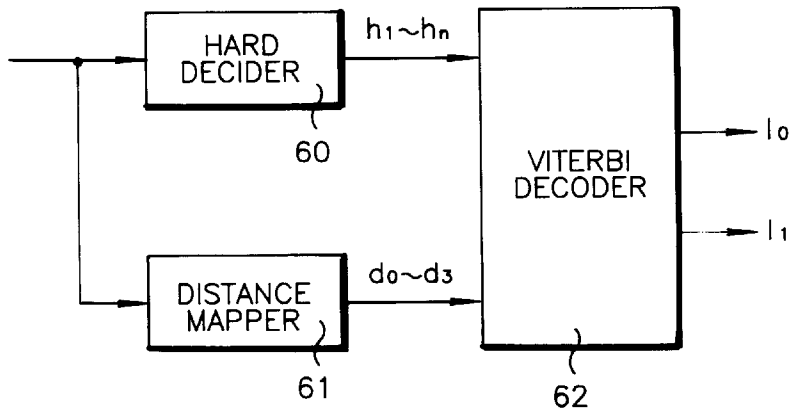 HARD
DECIDER
60
h₁~hₙ
VITERBI
DECODER
62
I₀
I₁
DISTANCE
MAPPER
61
d₀~d₃